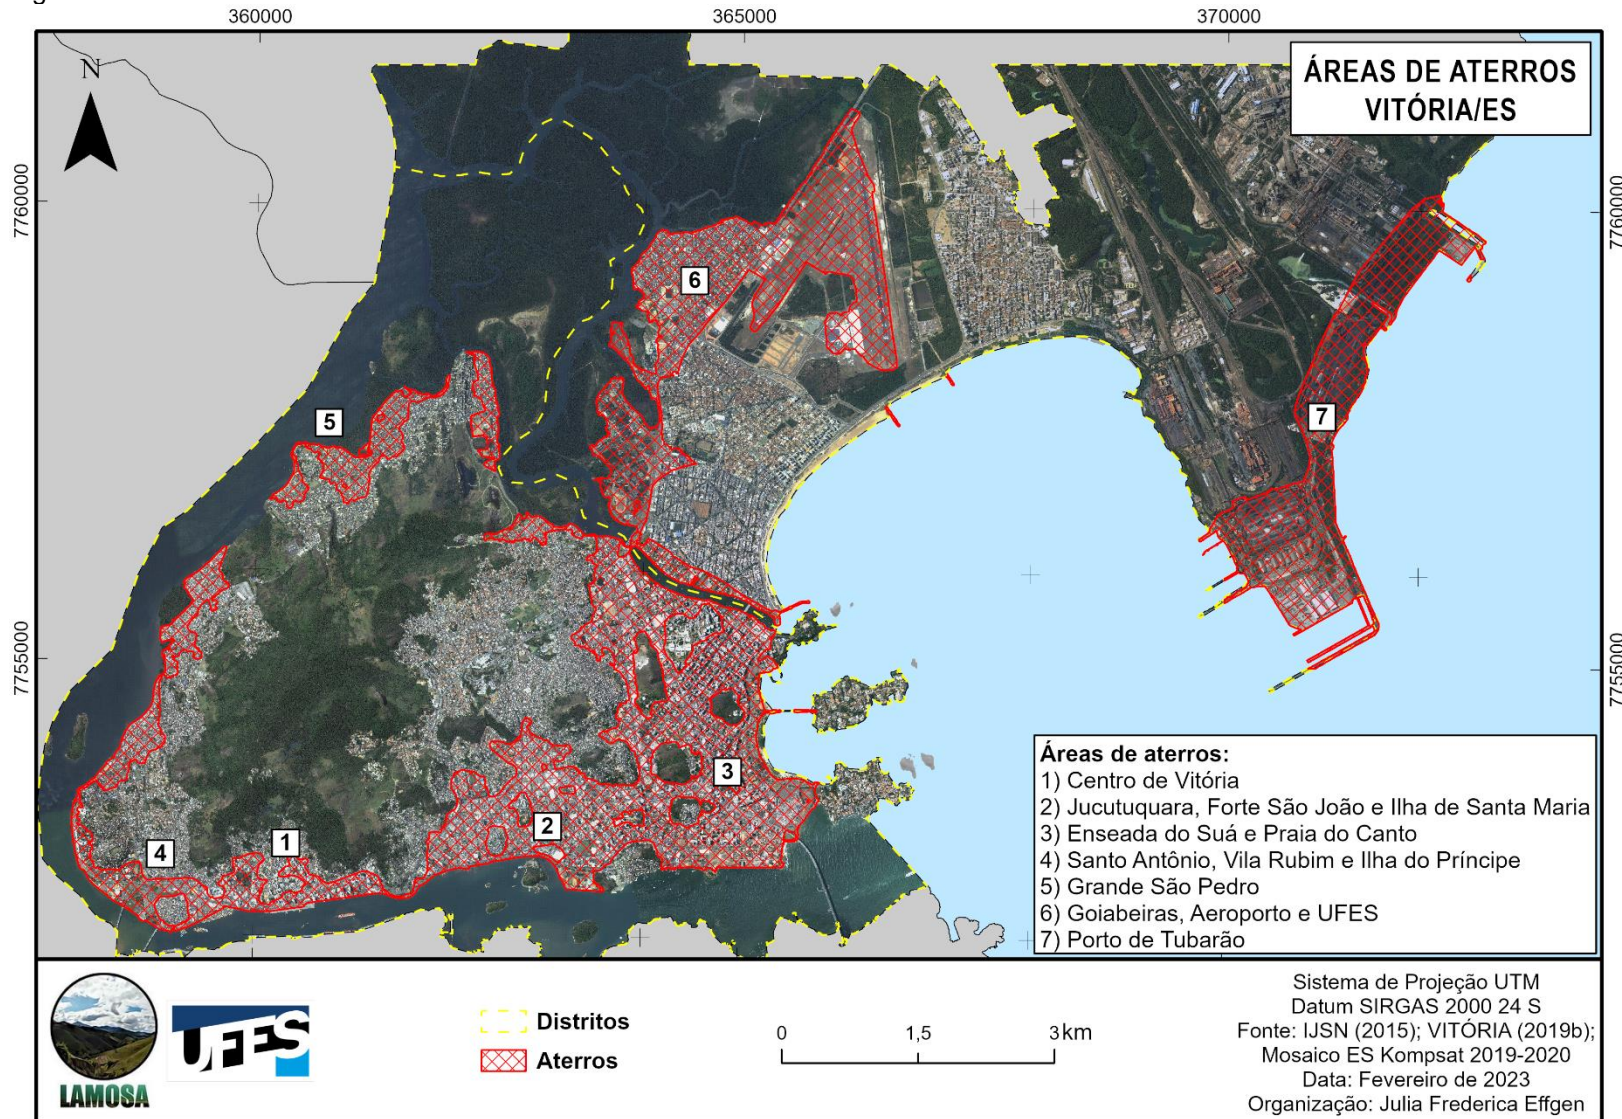 360000
365000
370000
N
ÁREAS DE ATERROS
VITÓRIA/ES
7760000
7760000
6
5
7
7755000
7755000
3
2
1
4
Áreas de aterros:
1) Centro de Vitória
2) Jucutuquara, Forte São João e Ilha de Santa Maria
3) Enseada do Suá e Praia do Canto
4) Santo Antônio, Vila Rubim e Ilha do Príncipe
5) Grande São Pedro
6) Goiabeiras, Aeroporto e UFES
7) Porto de Tubarão
LAMOSA
UFES
Distritos
Aterros
0 1,5 3 km
Sistema de Projeção UTM
Datum SIRGAS 2000 24 S
Fonte: IJSN (2015); VITÓRIA (2019b);
Mosaico ES Kompsat 2019-2020
Data: Fevereiro de 2023
Organização: Julia Frederica Effgen